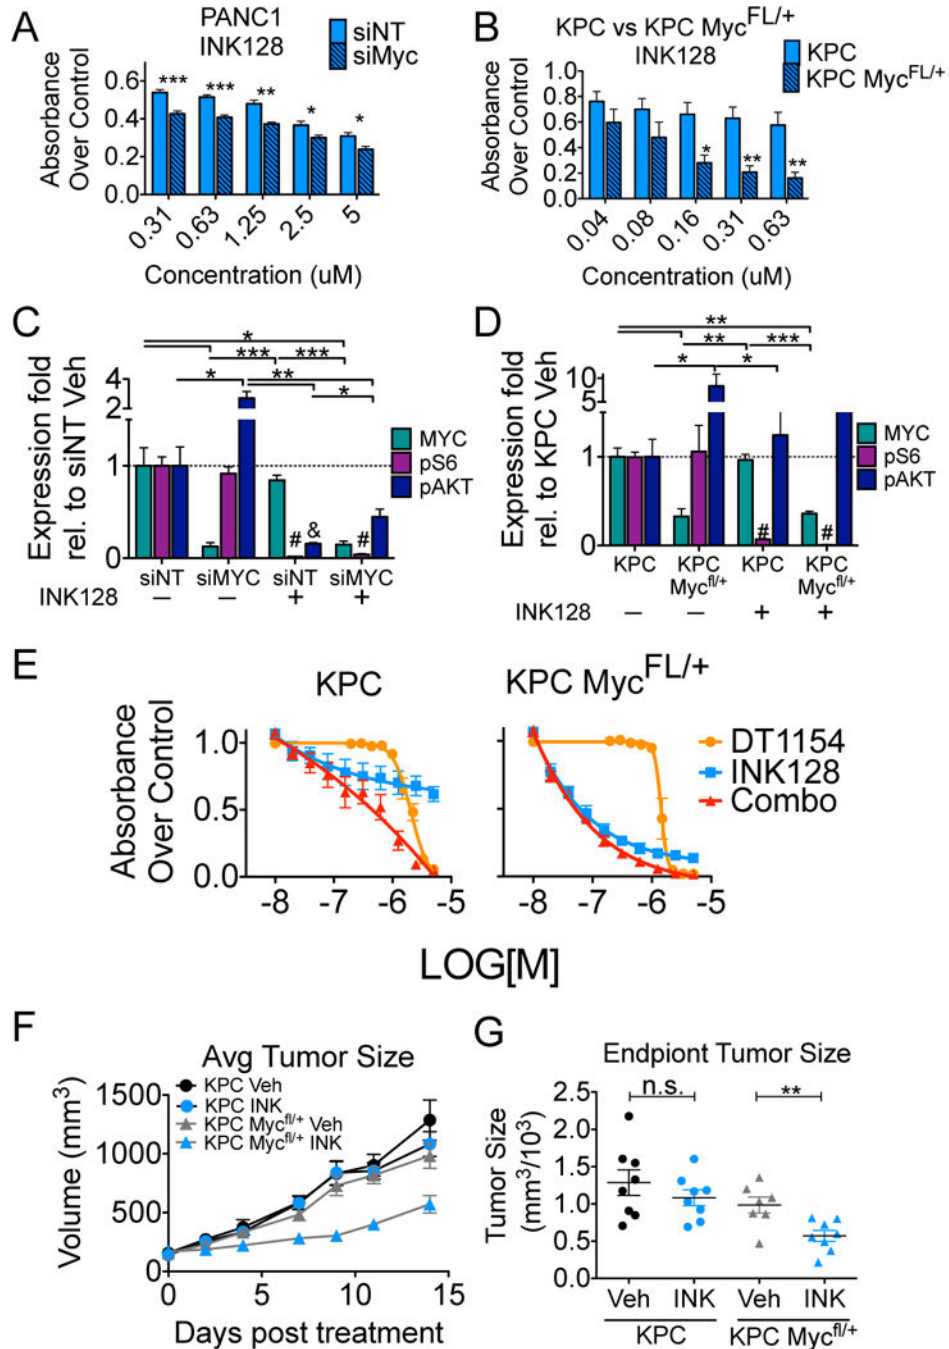 A
PANC1
INK128
siNT
siMyc
Absorbance
Over Control
0.6
0.4
0.2
0
***
***
**
*
*
0.31
0.63
1.25
2.5
5
Concentration (uM)
B
KPC vs KPC Myc^FL/+
INK128
KPC
KPC Myc^FL/+
Absorbance
Over Control
1.0
0.8
0.6
0.4
0.2
0
*
**
**
0.04
0.08
0.16
0.31
0.63
Concentration (uM)
C
Expression fold
rel. to siNT Veh
4
2
1
0
*
*** ***
* **
*
# & #
MYC
pS6
pAKT
siNT siMYC siNT siMYC
INK128 – – + +
D
Expression fold
rel. to KPC Veh
10
5
1
0
**
** ***
* *
# #
MYC
pS6
pAKT
KPC KPC Myc^fl/+ KPC KPC Myc^fl/+
INK128 – – + +
E
KPC
KPC Myc^FL/+
Absorbance
Over Control
1.0
0.5
0.0
-8 -7 -6 -5
-8 -7 -6 -5
DT1154
INK128
Combo
LOG[M]
F
Avg Tumor Size
KPC Veh
KPC INK
KPC Myc^fl/+ Veh
KPC Myc^fl/+ INK
Volume (mm³)
1500
1000
500
0
0 5 10 15
Days post treatment
G
Endpiont Tumor Size
n.s.
**
Tumor Size
(mm³/10³)
2.5
2.0
1.5
1.0
0.5
0.0
Veh INK Veh INK
KPC KPC Myc^fl/+